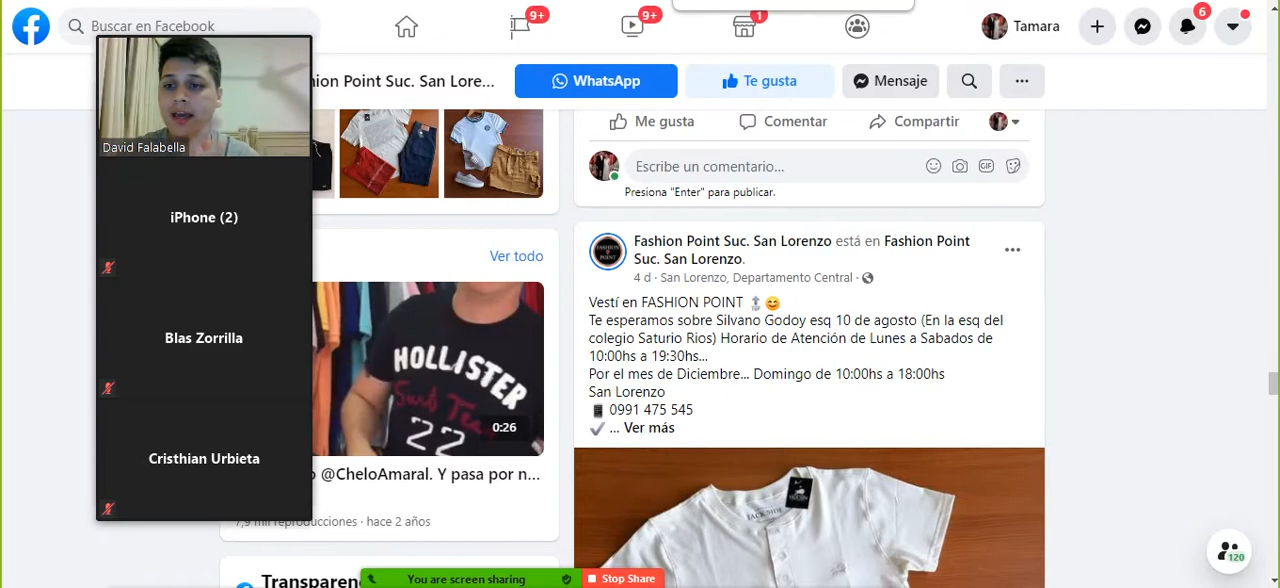 Buscar en Facebook
9+
9+
1
Tamara
6
hion Point Suc. San Lore...
WhatsApp
Te gusta
Mensaje
David Falabella
iPhone (2)
Blas Zorrilla
Cristhian Urbieta
Ver todo
HOLLISTER
Surf Team
22
0:26
o @CheloAmaral. Y pasa por n...
7,9 mil reproducciones · hace 2 años
Transparen
Me gusta
Comentar
Compartir
Escribe un comentario...
GIF
Presiona "Enter" para publicar.
FASHION
POINT
Fashion Point Suc. San Lorenzo está en Fashion Point
Suc. San Lorenzo.
4 d · San Lorenzo, Departamento Central ·
Vestí en FASHION POINT 🔝😊
Te esperamos sobre Silvano Godoy esq 10 de agosto (En la esq del
colegio Saturio Rios) Horario de Atención de Lunes a Sabados de
10:00hs a 19:30hs...
Por el mes de Diciembre... Domingo de 10:00hs a 18:00hs
San Lorenzo
📱 0991 475 545
✔ ... Ver más
120
You are screen sharing
Stop Share